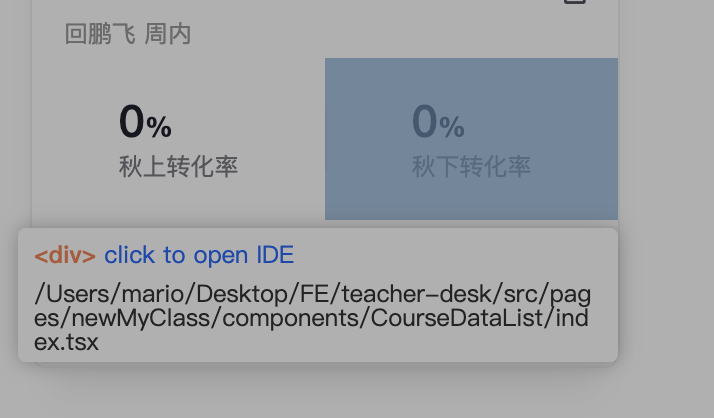 回鹏飞 周内
0% 0%
秋上转化率 秋下转化率
<div> click to open IDE
/Users/mario/Desktop/FE/teacher-desk/src/pag
es/newMyClass/components/CourseDataList/ind
ex.tsx